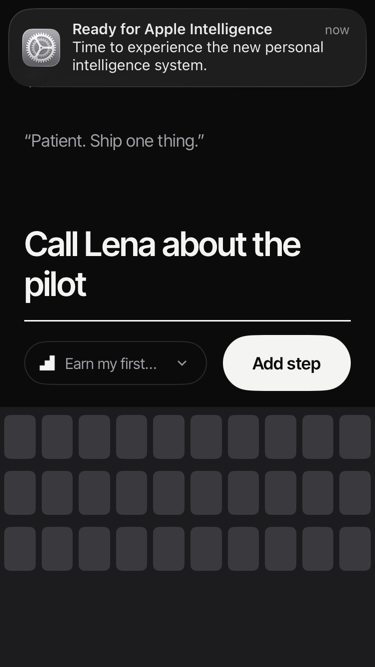 Ready for Apple Intelligence
now
Time to experience the new personal
intelligence system.
“Patient. Ship one thing.”
Call Lena about the
pilot
Earn my first...
Add step